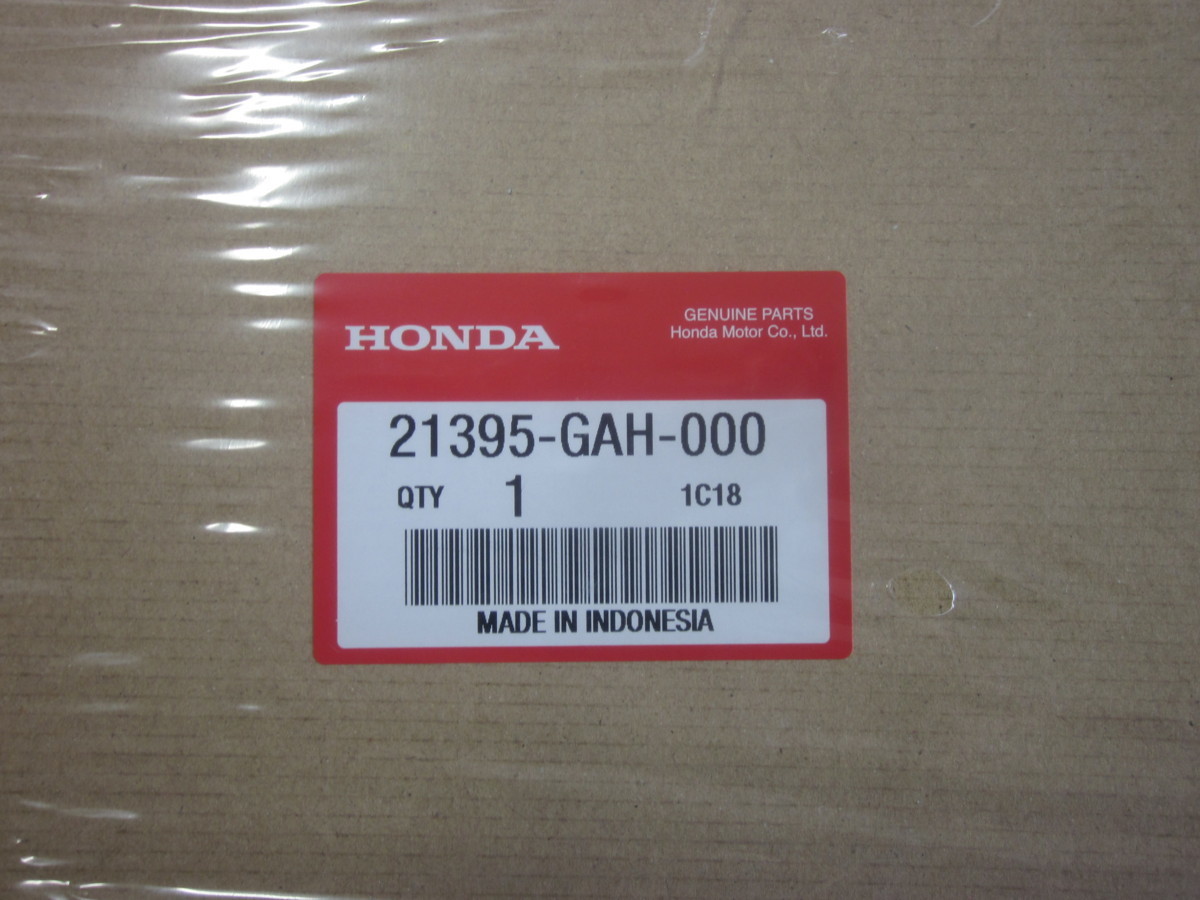 HONDA
GENUINE PARTS
Honda Motor Co., Ltd.
21395-GAH-000
QTY 1 1C18
MADE IN INDONESIA